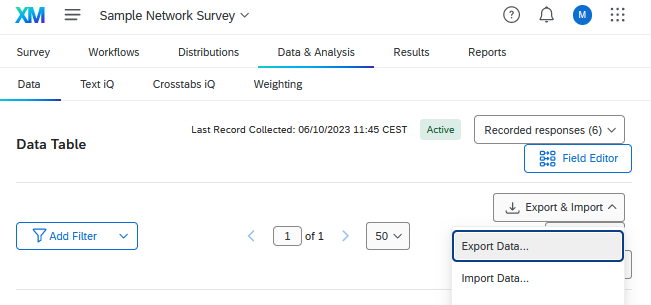 XM Sample Network Survey M
Survey Workflows Distributions Data & Analysis Results Reports
Data Text iQ Crosstabs iQ Weighting
Last Record Collected: 06/10/2023 11:45 CEST Active Recorded responses (6)
Data Table
Field Editor
Export & Import
Add Filter 1 of 1 50
Export Data...
Import Data...